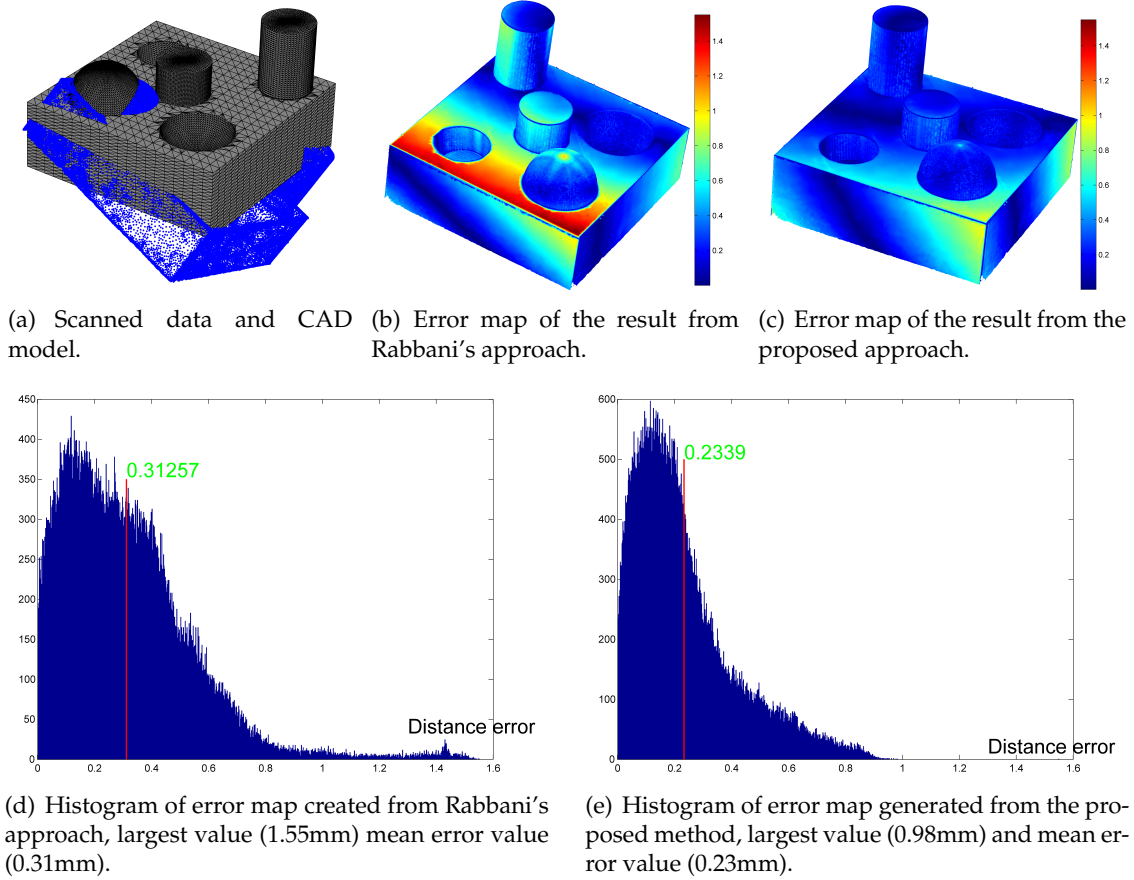 1.4
1.2
1
0.8
0.6
0.4
0.2
1.4
1.2
1
0.8
0.6
0.4
0.2
(a) Scanned data and CAD
model.
(b) Error map of the result from
Rabbani's approach.
(c) Error map of the result from the
proposed approach.
450
400
350
300
250
200
150
100
50
0
0.31257
Distance error
0 0.2 0.4 0.6 0.8 1 1.2 1.4 1.6
600
500
400
300
200
100
0
0.2339
Distance error
0 0.2 0.4 0.6 0.8 1 1.2 1.4 1.6
(d) Histogram of error map created from Rabbani's
approach, largest value (1.55mm) mean error value
(0.31mm).
(e) Histogram of error map generated from the pro-
posed method, largest value (0.98mm) and mean er-
ror value (0.23mm).